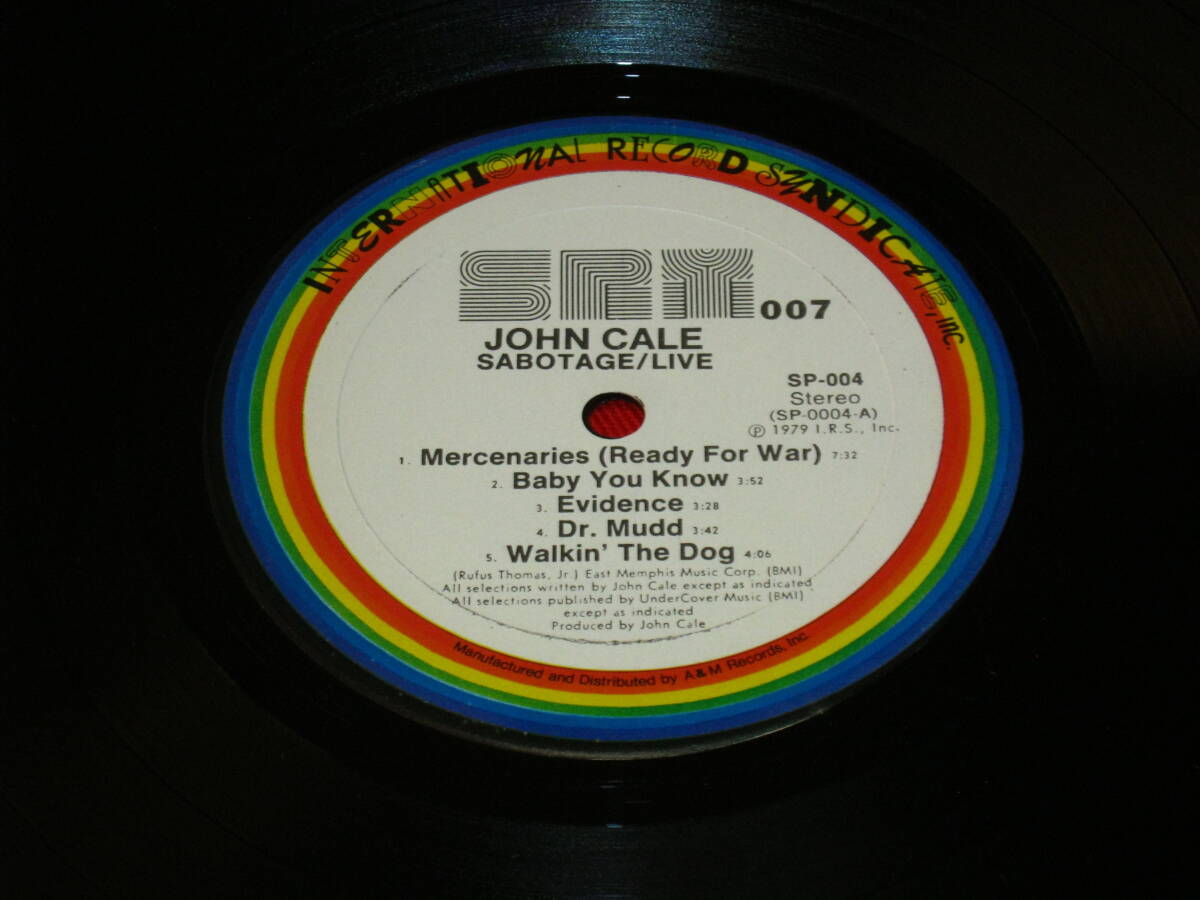 INTERNATIONAL RECORD SYNDICATE, INC.
SPY 007
JOHN CALE
SABOTAGE/LIVE
SP-004
Stereo
(SP-0004-A)
℗ 1979 I.R.S., Inc.
1. Mercenaries (Ready For War) 7:32
2. Baby You Know 3:52
3. Evidence 3:28
4. Dr. Mudd 3:42
5. Walkin' The Dog 4:06
(Rufus Thomas, Jr.) East Memphis Music Corp. (BMI)
All selections written by John Cale except as indicated
All selections published by UnderCover Music (BMI)
except as indicated
Produced by John Cale
Manufactured and Distributed by A&M Records, Inc.